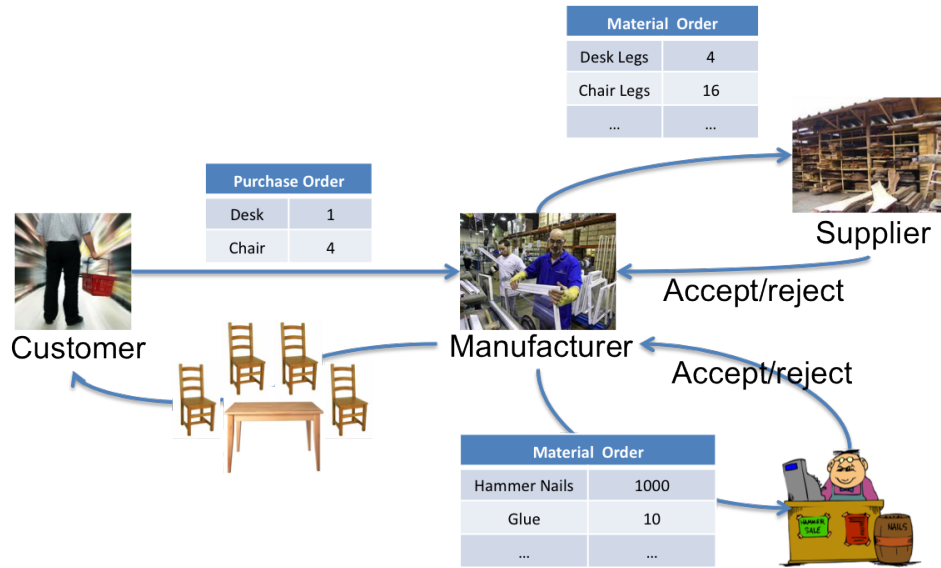 Material Order
Desk Legs 4
Chair Legs 16
... ...
Purchase Order
Desk 1
Chair 4
Supplier
Accept/reject
Customer
Manufacturer
Accept/reject
Material Order
Hammer Nails 1000
Glue 10
... ...
HAMMER
SALE
NAILS